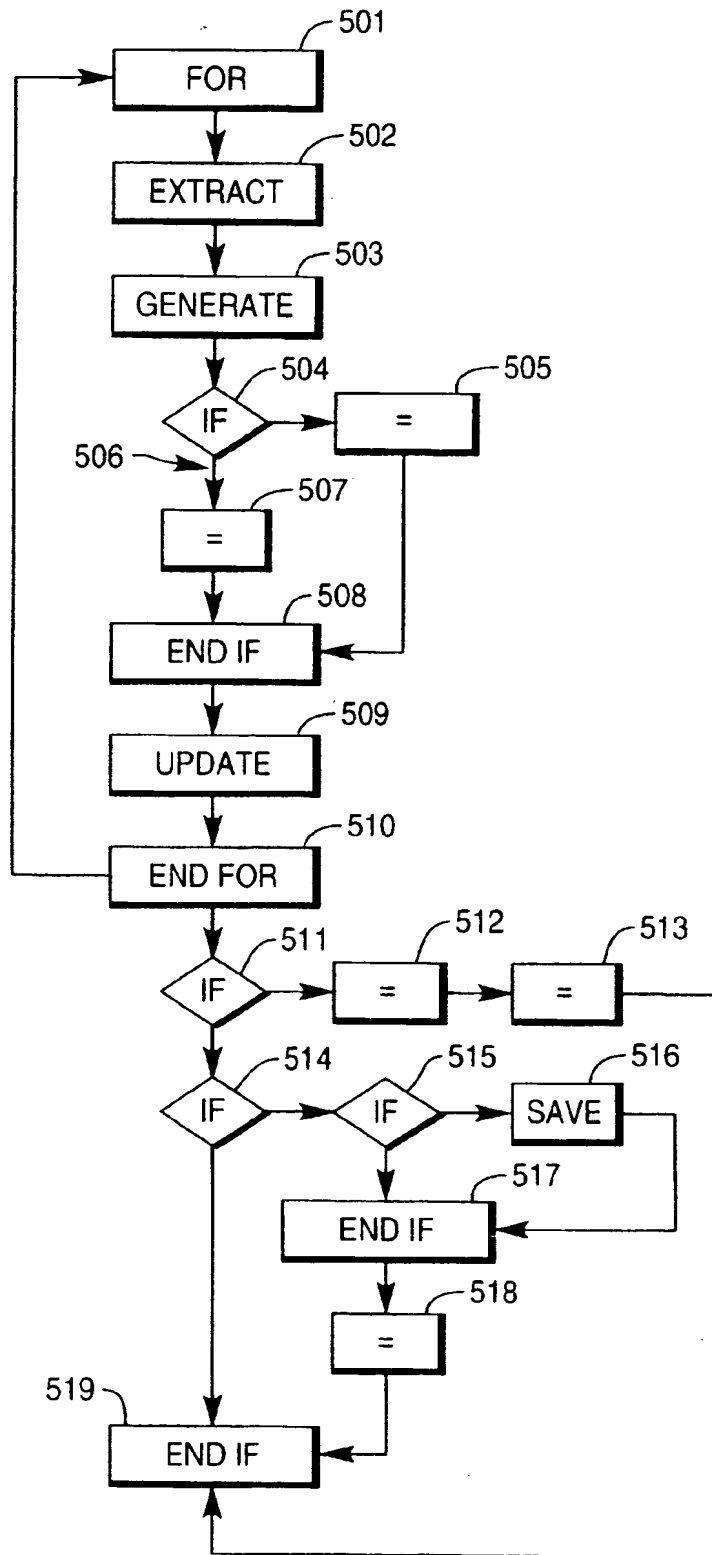 501
FOR
502
EXTRACT
503
GENERATE
504
IF
505
=
506
507
=
508
END IF
509
UPDATE
510
END FOR
511
IF
512
=
513
=
514
IF
515
IF
516
SAVE
517
END IF
518
=
519
END IF